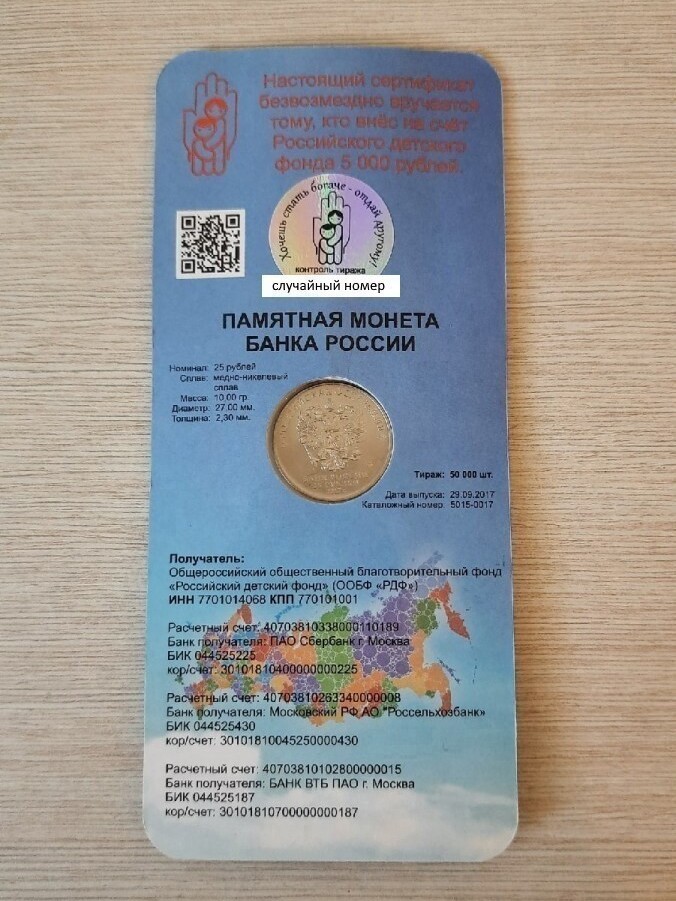 Настоящий сертификат
безвозмездно вручается
тому, кто внёс на счёт
Российского детского
фонда 5 000 рублей.
Хочешь стать богаче - отдай другому!
контроль тиража
случайный номер
ПАМЯТНАЯ МОНЕТА
БАНКА РОССИИ
Номинал: 25 рублей
Сплав: медно-никелевый
сплав
Масса: 10,00 гр.
Диаметр: 27,00 мм.
Толщина: 2,30 мм.
Тираж: 50 000 шт.
Дата выпуска: 29.09.2017
Каталожный номер: 5015-0017
Получатель:
Общероссийский общественный благотворительный фонд
«Российский детский фонд» (ООБФ «РДФ»)
ИНН 7701014068 КПП 770101001
Расчетный счет: 40703810338000110189
Банк получателя: ПАО Сбербанк г. Москва
БИК 044525225
кор/счет: 30101810400000000225
Расчетный счет: 40703810263340000008
Банк получателя: Московский РФ АО "Россельхозбанк»
БИК 044525430
кор/счет: 30101810045250000430
Расчетный счет: 40703810102800000015
Банк получателя: БАНК ВТБ ПАО г. Москва
БИК 044525187
кор/счет: 30101810700000000187